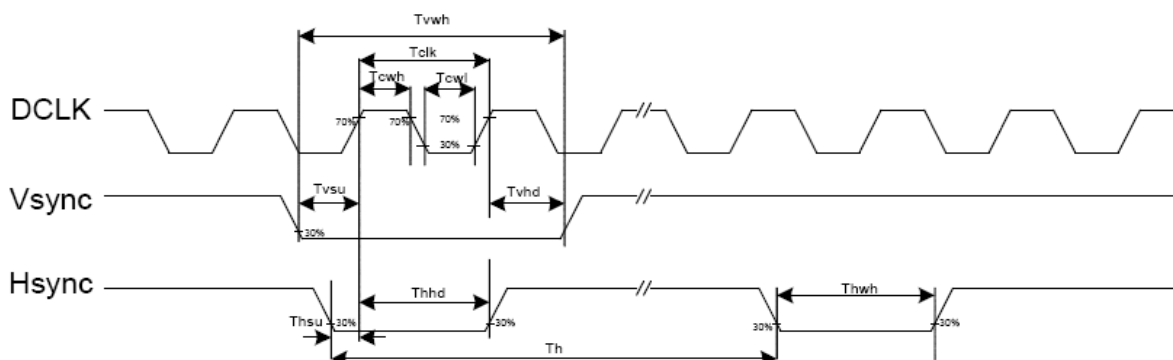 Tvwh
Tclk
Tcwh Tcwl
DCLK
70% 70% 70%
30%
Vsync
Tvsu Tvhd
30%
Hsync
Thhd Thwh
Thsu 30% 30% 30% 30%
Th